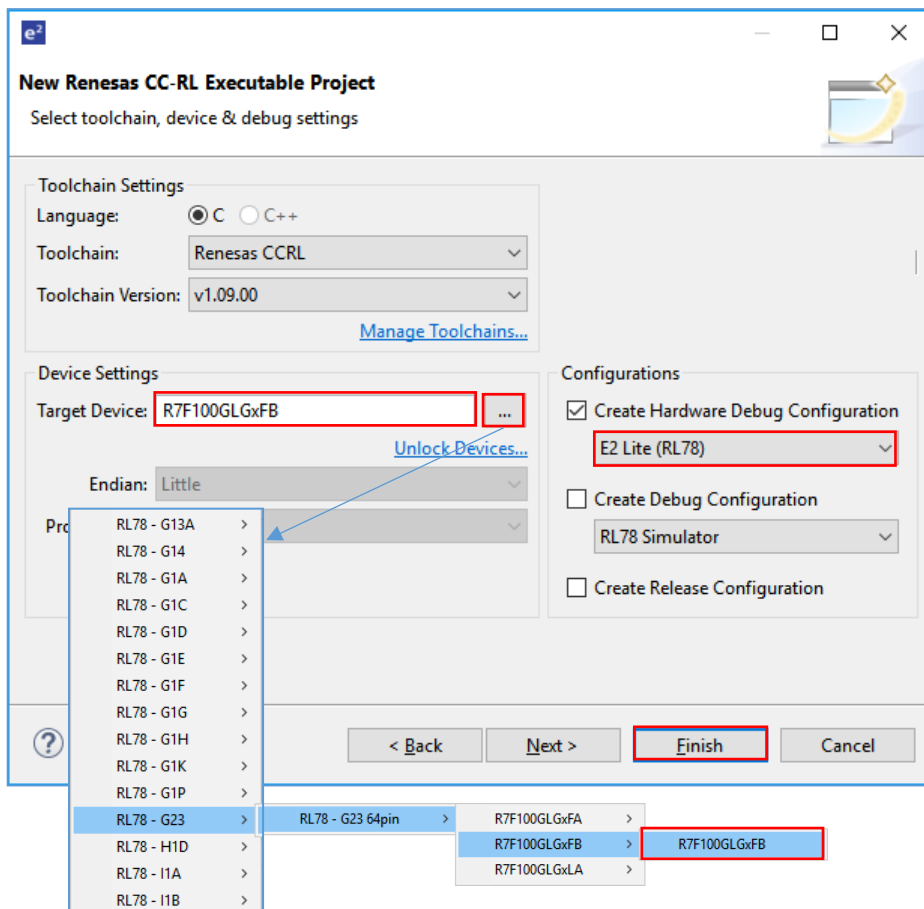 e²
New Renesas CC-RL Executable Project
Select toolchain, device & debug settings
Toolchain Settings
Language: C C++
Toolchain: Renesas CCRL
Toolchain Version: v1.09.00
Manage Toolchains...
Device Settings
Target Device: R7F100GLGxFB ...
Unlock Devices...
Endian: Little
Configurations
Create Hardware Debug Configuration
E2 Lite (RL78)
Create Debug Configuration
RL78 Simulator
Create Release Configuration
RL78 - G13A >
RL78 - G14 >
RL78 - G1A >
RL78 - G1C >
RL78 - G1D >
RL78 - G1E >
RL78 - G1F >
RL78 - G1G >
RL78 - G1H >
RL78 - G1K >
RL78 - G1P >
RL78 - G23 > RL78 - G23 64pin >
RL78 - H1D >
RL78 - I1A >
RL78 - I1B >
R7F100GLGxFA >
R7F100GLGxFB > R7F100GLGxFB
R7F100GLGxLA >
? < Back Next > Finish Cancel